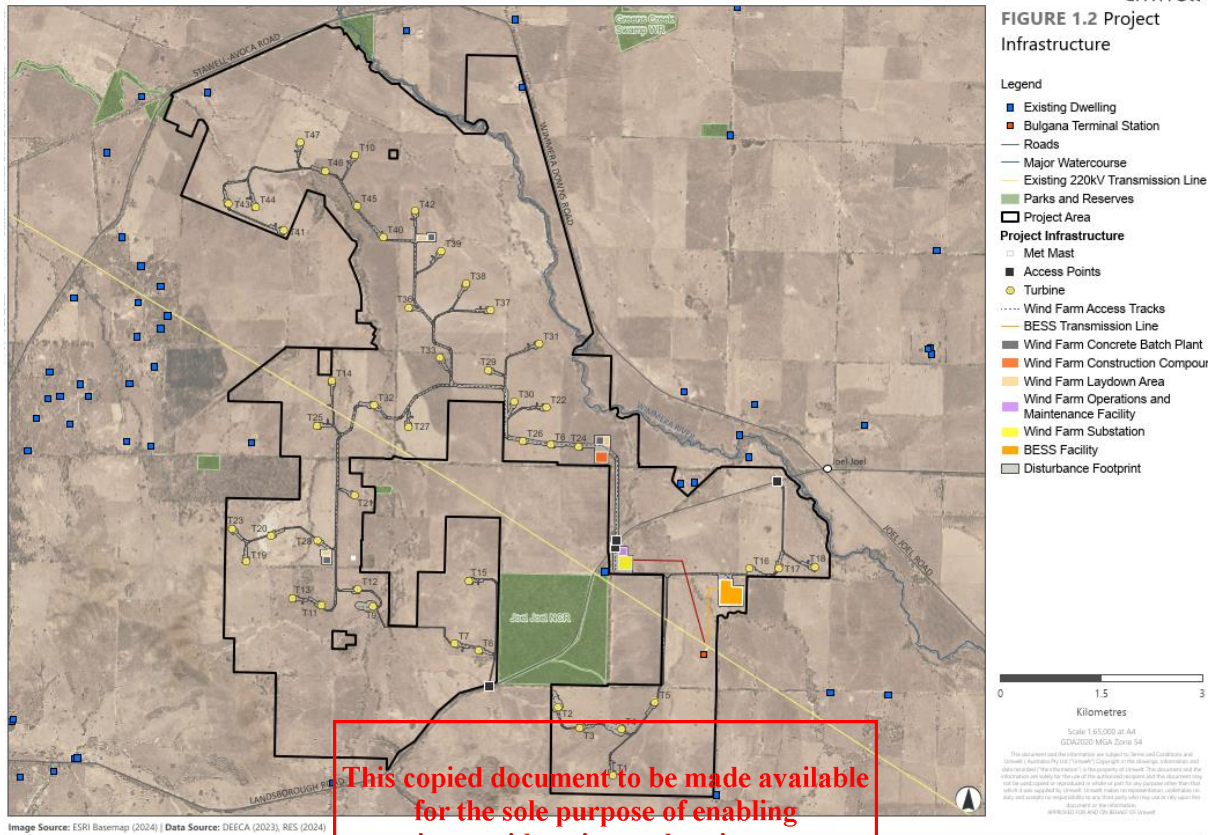 FIGURE 1.2 Project
Infrastructure
Legend
Existing Dwelling
Bulgana Terminal Station
Roads
Major Watercourse
Existing 220kV Transmission Line
Parks and Reserves
Project Area
Project Infrastructure
Met Mast
Access Points
Turbine
Wind Farm Access Tracks
BESS Transmission Line
Wind Farm Concrete Batch Plant
Wind Farm Construction Compour
Wind Farm Laydown Area
Wind Farm Operations and
Maintenance Facility
Wind Farm Substation
BESS Facility
Disturbance Footprint
0 1.5 3
Kilometres
Scale 1:65,000 at A4
GDA2020 MGA Zone 54
Greens Creek
Swamp WR
STAWELL-AVOCA ROAD
WIMMERA DOWNS ROAD
T47
T10
T46
T43
T44
T45
T42
T41
T40
T39
T38
T36
T37
T31
T33
T29
T14
T32
T30
T22
T25
T27
T26
T6
T24
WIMMERA RIVER
Joel Joel
T21
T23
T20
T28
T19
JOEL JOEL ROAD
T16
T17
T18
T15
T12
T13
T11
T9
Joel Joel NCR
T7
T6
T5
T2
T3
T1
LANDSBOROUGH
This copied document to be made available
for the sole purpose of enabling
Image Source: ESRI Basemap (2024) | Data Source: DEECA (2023), RES (2024)